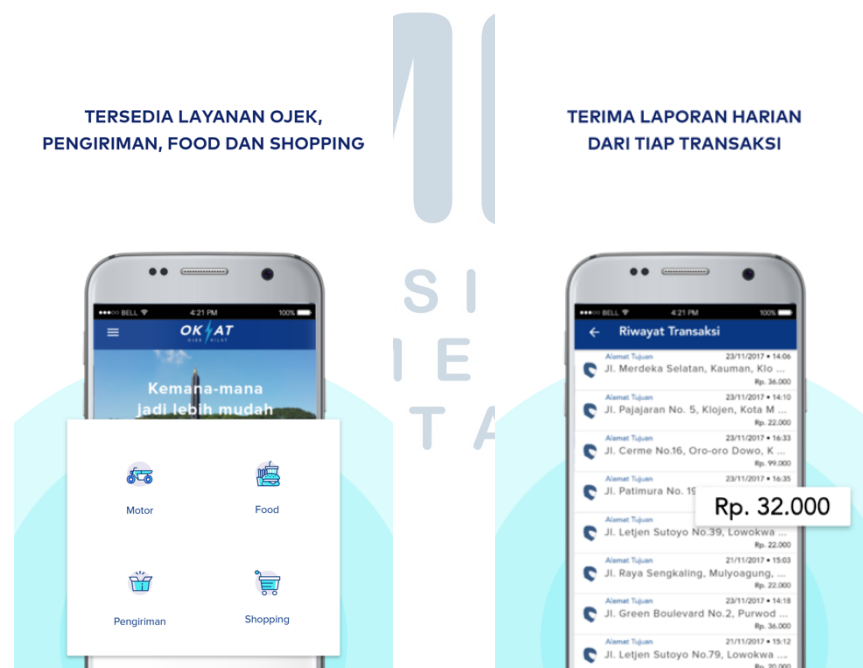 TERSEDIA LAYANAN OJEK,
PENGIRIMAN, FOOD DAN SHOPPING
BELL 4:21 PM 100%
OK AT
OJEK KILAT
Kemana-mana
jadi lebih mudah
Motor
Food
Pengiriman
Shopping
S I
I E
T A
TERIMA LAPORAN HARIAN
DARI TIAP TRANSAKSI
BELL 4:21 PM 100%
Riwayat Transaksi
Alamat Tujuan 23/11/2017 • 14:06
Jl. Merdeka Selatan, Kauman, Klo ...
Rp. 36.000
Alamat Tujuan 23/11/2017 • 14:10
Jl. Pajajaran No. 5, Klojen, Kota M ...
Rp. 22.000
Alamat Tujuan 23/11/2017 • 16:33
Jl. Cerme No.16, Oro-oro Dowo, K ...
Rp. 99.000
Alamat Tujuan 23/11/2017 • 16:35
Jl. Patimura No. 19
Rp. 32.000
Alamat Tujuan
Jl. Letjen Sutoyo No.39, Lowokwa ...
Rp. 22.000
Alamat Tujuan 21/11/2017 • 15:03
Jl. Raya Sengkaling, Mulyoagung, ...
Rp. 22.000
Alamat Tujuan 23/11/2017 • 14:18
Jl. Green Boulevard No.2, Purwod ...
Rp. 36.000
Alamat Tujuan 21/11/2017 • 15:12
Jl. Letjen Sutoyo No.79, Lowokwa ...
Rp. 20.000